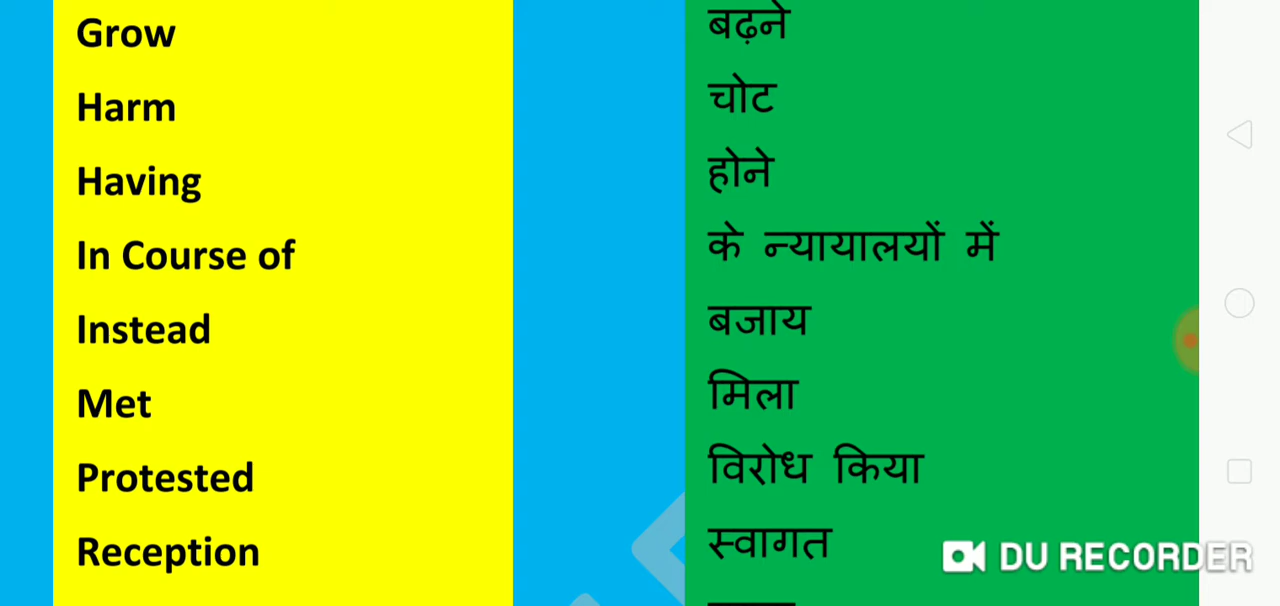 Grow बढ़ने
Harm चोट
Having होने
In Course of के न्यायालयों में
Instead बजाय
Met मिला
Protested विरोध किया
Reception स्वागत
DU RECORDER